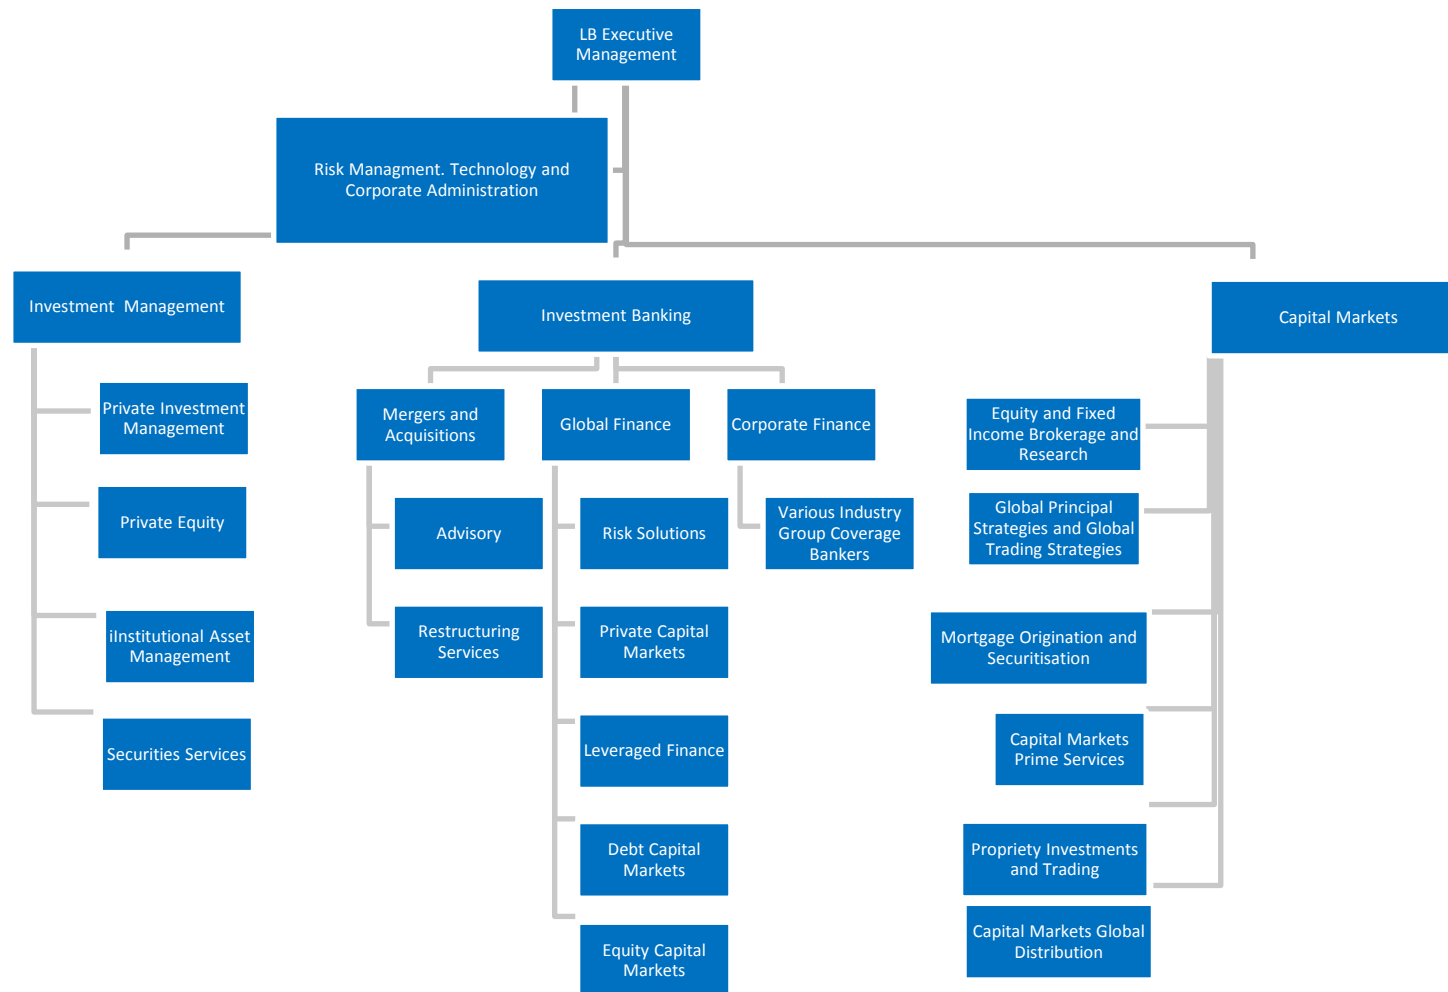 LB Executive
Management
Risk Managment. Technology and
Corporate Administration
Investment Management
Investment Banking
Capital Markets
Private Investment
Management
Private Equity
iInstitutional Asset
Management
Securities Services
Mergers and
Acquisitions
Advisory
Restructuring
Services
Global Finance
Risk Solutions
Private Capital
Markets
Leveraged Finance
Debt Capital
Markets
Equity Capital
Markets
Corporate Finance
Various Industry
Group Coverage
Bankers
Equity and Fixed
Income Brokerage and
Research
Global Principal
Strategies and Global
Trading Strategies
Mortgage Origination and
Securitisation
Capital Markets
Prime Services
Propriety Investments
and Trading
Capital Markets Global
Distribution